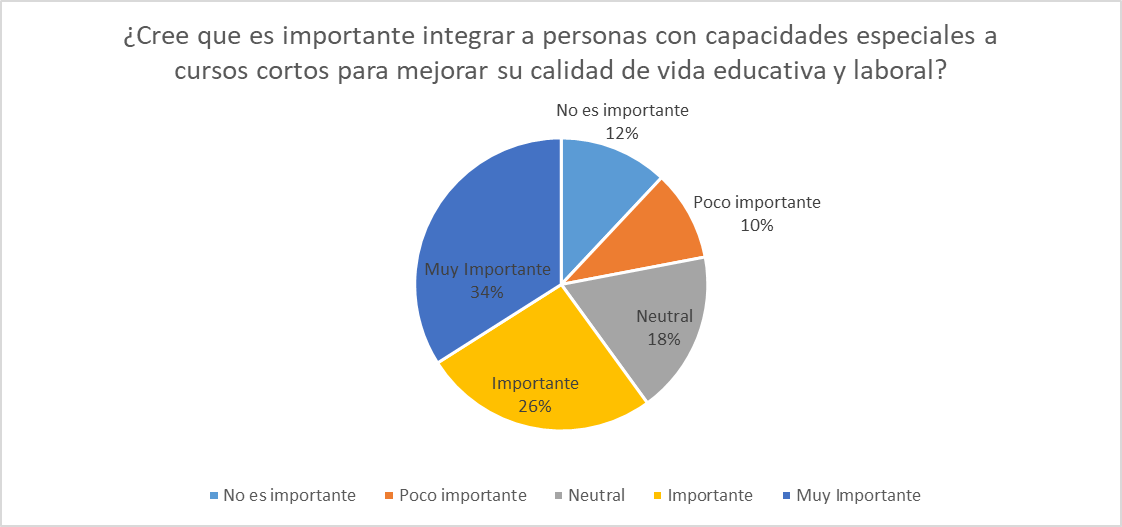 ¿Cree que es importante integrar a personas con capacidades especiales a
cursos cortos para mejorar su calidad de vida educativa y laboral?
No es importante
12%
Poco importante
10%
Neutral
18%
Importante
26%
Muy Importante
34%
No es importante
Poco importante
Neutral
Importante
Muy Importante